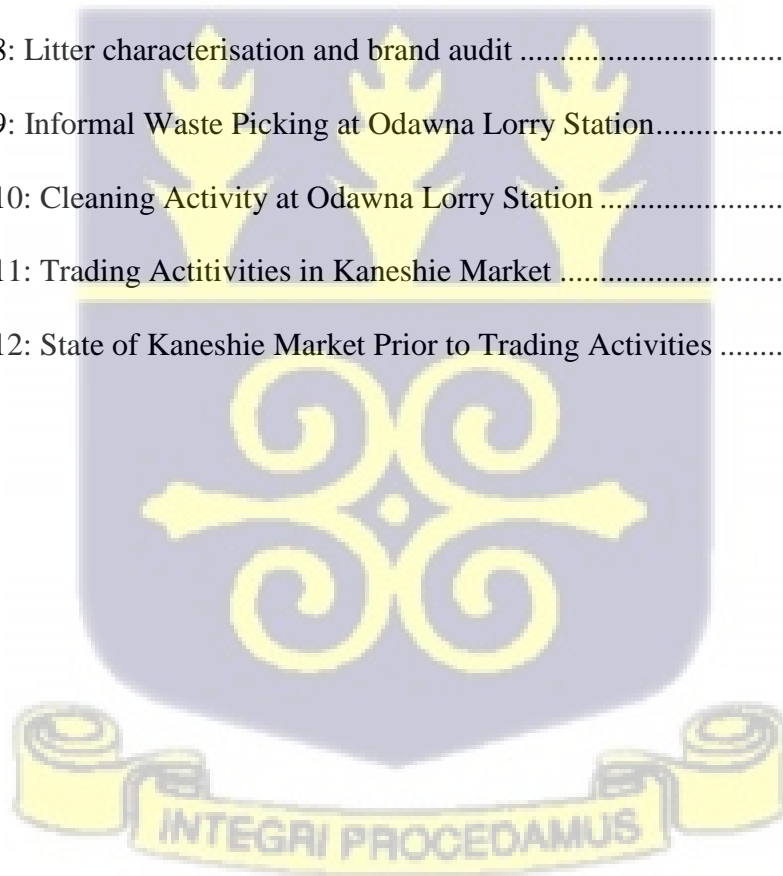 8: Litter characterisation and brand audit ..............................
9: Informal Waste Picking at Odawna Lorry Station..............
10: Cleaning Activity at Odawna Lorry Station ....................
11: Trading Actitivities in Kaneshie Market .........................
12: State of Kaneshie Market Prior to Trading Activities ........
INTEGRI PROCEDAMUS